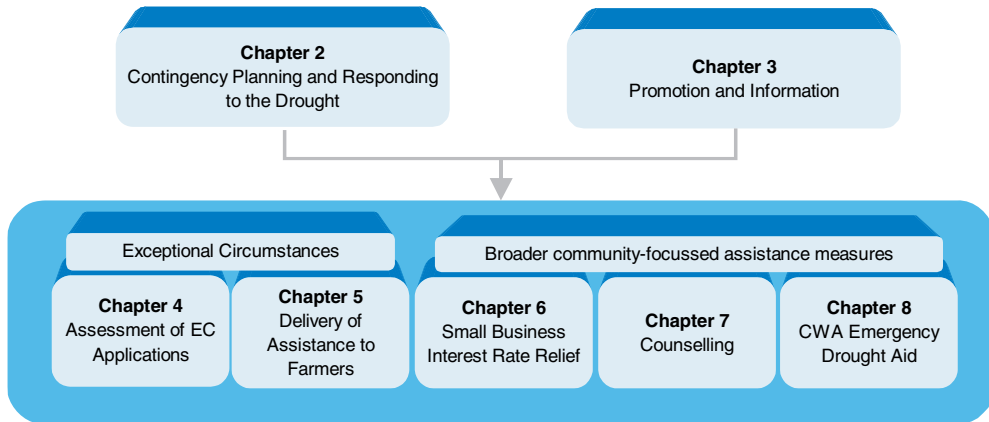 Chapter 2
Contingency Planning and Responding
to the Drought
Chapter 3
Promotion and Information
Exceptional Circumstances
Broader community-focussed assistance measures
Chapter 4
Assessment of EC
Applications
Chapter 5
Delivery of
Assistance to
Farmers
Chapter 6
Small Business
Interest Rate Relief
Chapter 7
Counselling
Chapter 8
CWA Emergency
Drought Aid